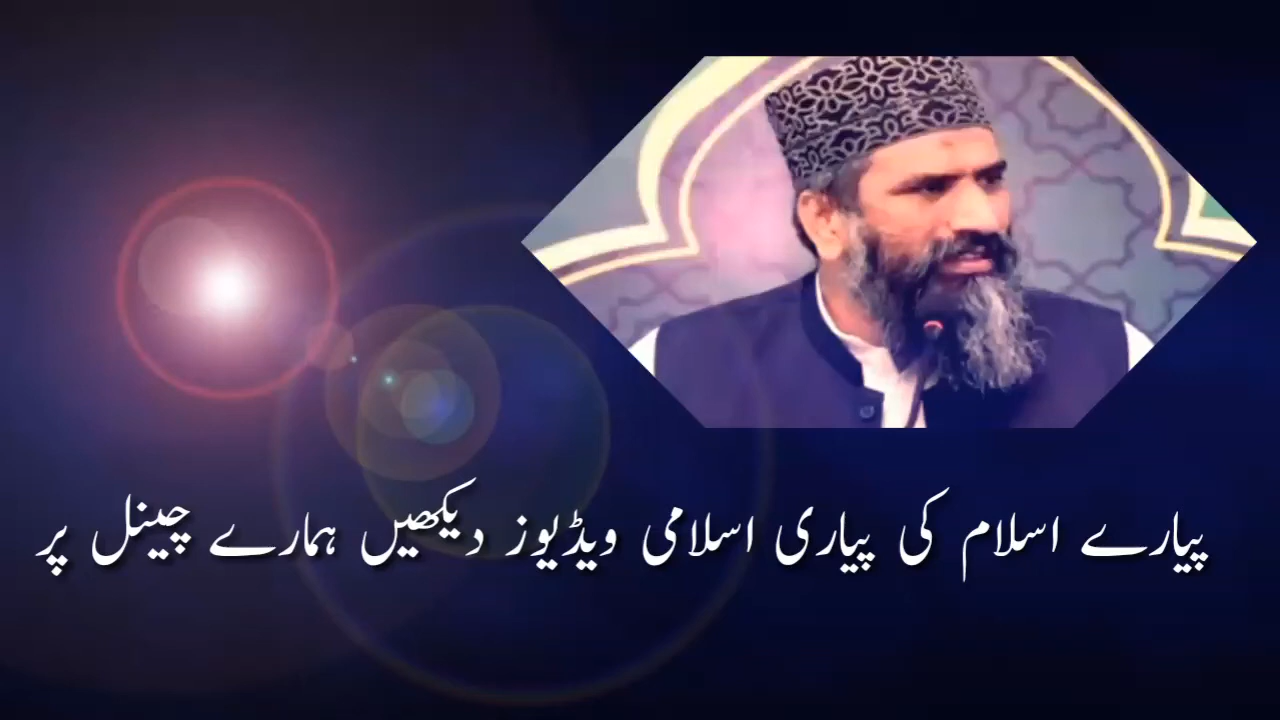 پیارے اسلام کی پیاری اسلامی ویڈیوز دیکھیں ہمارے چینل پر